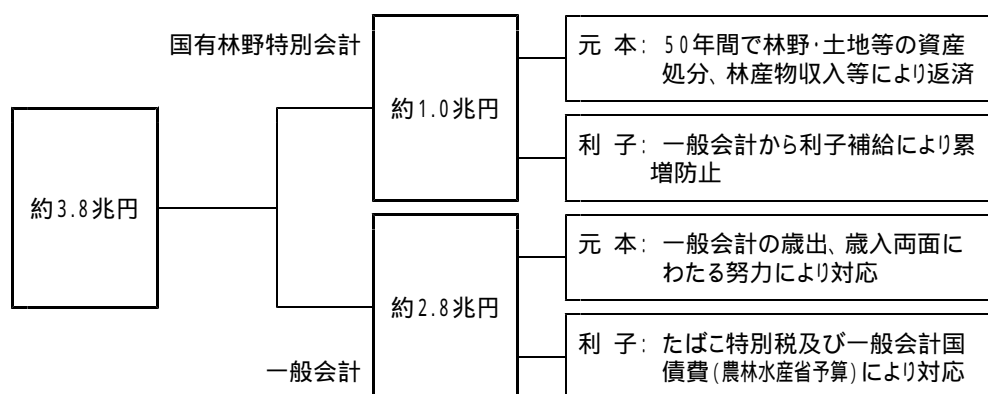 国有林野特別会計
元 本: 50年間で林野・土地等の資産
処分、林産物収入等により返済
約1.0兆円
利 子: 一般会計から利子補給により累
増防止
約3.8兆円
元 本: 一般会計の歳出、歳入両面に
わたる努力により対応
約2.8兆円
利 子: たばこ特別税及び一般会計国
債費(農林水産省予算)により対応
一般会計